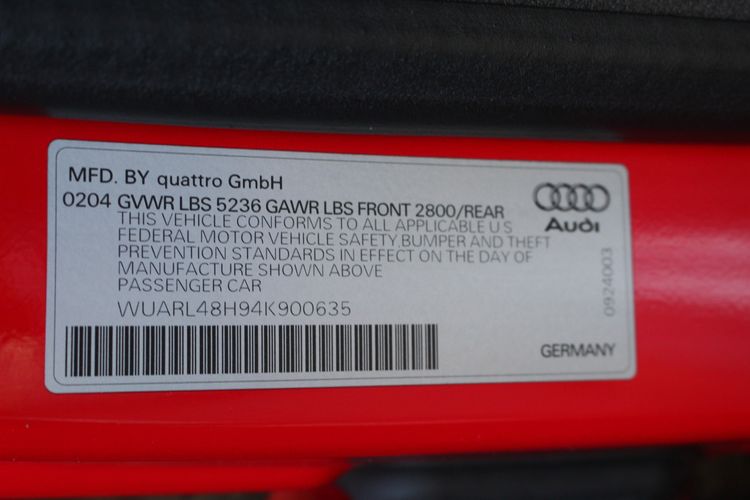 MFD. BY quattro GmbH
0204 GVWR LBS 5236 GAWR LBS FRONT 2800/REAR
THIS VEHICLE CONFORMS TO ALL APPLICABLE U S
FEDERAL MOTOR VEHICLE SAFETY,BUMPER AND THEFT
PREVENTION STANDARDS IN EFFECT ON THE DAY OF
MANUFACTURE SHOWN ABOVE
PASSENGER CAR
WUARL48H94K900635
Audi
0924003
GERMANY